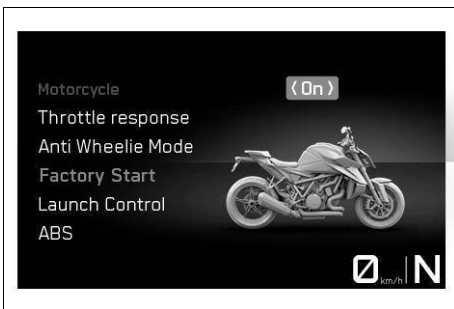 Motorcycle
⟨On⟩
Throttle response
Anti Wheelie Mode
Factory Start
Launch Control
ABS
0 km/h N